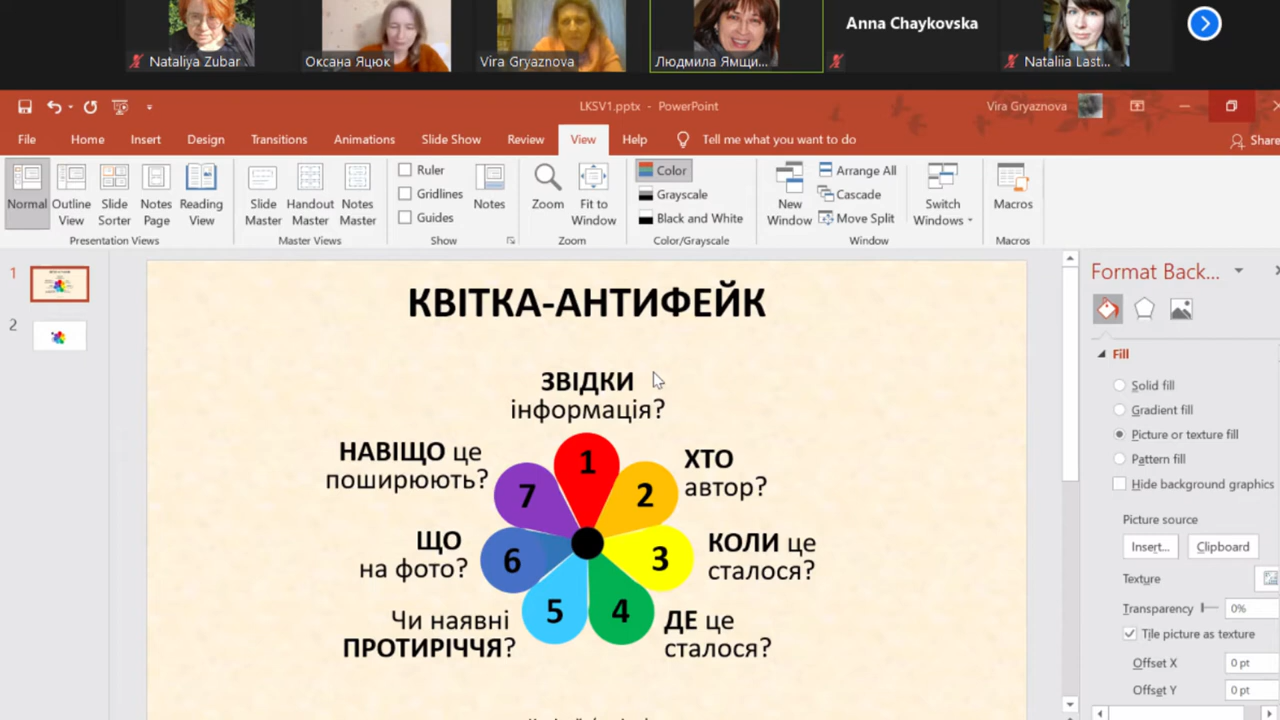 Anna Chaykovska
Nataliya Zubar
Оксана Яцюк
Vira Gryaznova
Людмила Ямщи...
Nataliia Last...
LKSV1.pptx - PowerPoint
Vira Gryaznova
File Home Insert Design Transitions Animations Slide Show Review View Help Tell me what you want to do Share
Normal
Outline View
Slide Sorter
Notes Page
Reading View
Presentation Views
Slide Master
Handout Master
Notes Master
Master Views
Ruler
Gridlines
Guides
Notes
Show
Zoom
Fit to Window
Zoom
Color
Grayscale
Black and White
Color/Grayscale
New Window
Arrange All
Cascade
Move Split
Switch Windows
Window
Macros
Macros
1
2
КВІТКА-АНТИФЕЙК
ЗВІДКИ
інформація?
1
ХТО
автор?
2
КОЛИ це
сталося?
3
ДЕ це
сталося?
4
Чи наявні
ПРОТИРІЧЧЯ?
5
ЩО
на фото?
6
НАВІЩО це
поширюють?
7
Format Back...
Fill
Solid fill
Gradient fill
Picture or texture fill
Pattern fill
Hide background graphics
Picture source
Insert...
Clipboard
Texture
Transparency 0%
Tile picture as texture
Offset X 0 pt
Offset Y 0 pt